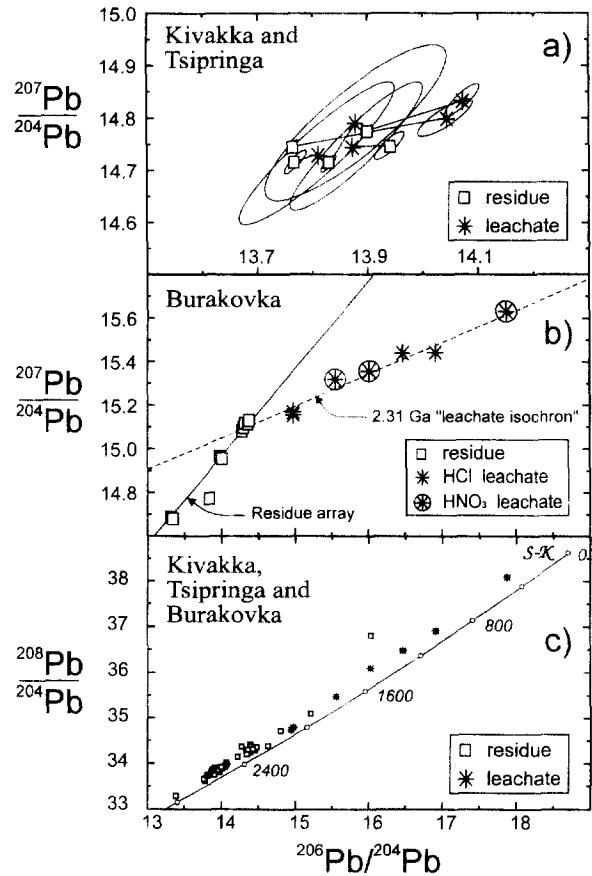 15.0
14.9
14.8
14.7
14.6
207Pb
204Pb
Kivakka and
Tsipringa
a)
residue
leachate
13.7
13.9
14.1
Burakovka
b)
15.6
15.4
15.2
15.0
14.8
207Pb
204Pb
2.31 Ga "leachate isochron"
residue
HCl leachate
HNO3 leachate
Residue array
Kivakka,
Tsipringa and
Burakovka
c)
S-K
0
800
1600
2400
38
37
36
35
34
33
208Pb
204Pb
residue
leachate
13
14
15
16
17
18
206Pb/204Pb